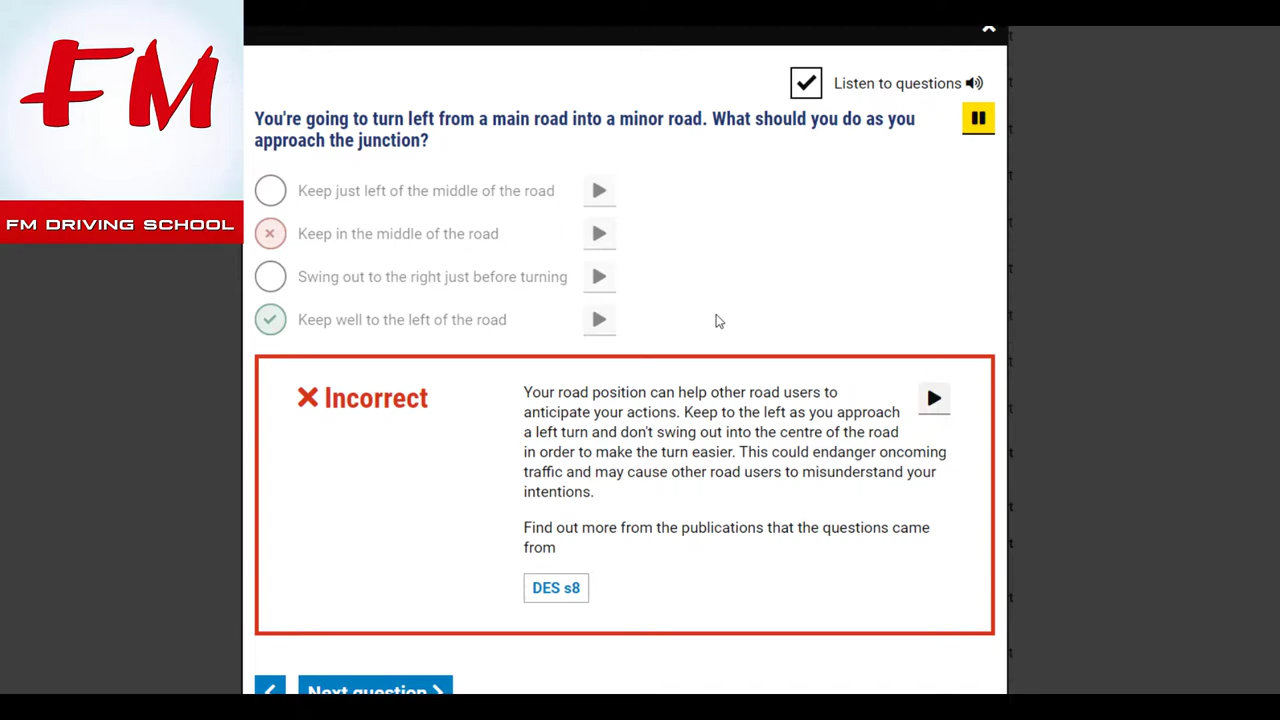 FM
FM DRIVING SCHOOL
Listen to questions
You're going to turn left from a main road into a minor road. What should you do as you
approach the junction?
Keep just left of the middle of the road
Keep in the middle of the road
Swing out to the right just before turning
Keep well to the left of the road
Incorrect
Your road position can help other road users to
anticipate your actions. Keep to the left as you approach
a left turn and don't swing out into the centre of the road
in order to make the turn easier. This could endanger oncoming
traffic and may cause other road users to misunderstand your
intentions.
Find out more from the publications that the questions came
from
DES s8
Next question